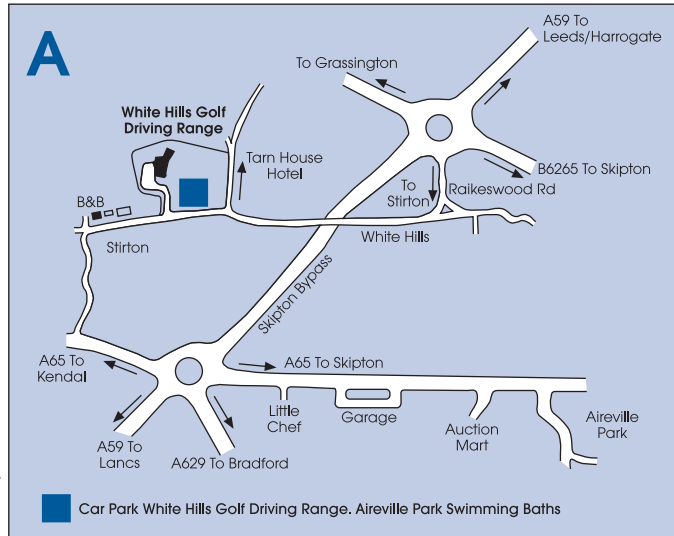 A
A59 To
Leeds/Harrogate
To Grassington
White Hills Golf
Driving Range
Tarn House
Hotel
B6265 To Skipton
To
Stirton
Raikeswood Rd
B&B
Stirton
White Hills
Skipton Bypass
A65 To
Kendal
A65 To Skipton
Little
Chef
Garage
Auction
Mart
Aireville
Park
A59 To
Lancs
A629 To Bradford
Car Park White Hills Golf Driving Range. Aireville Park Swimming Baths